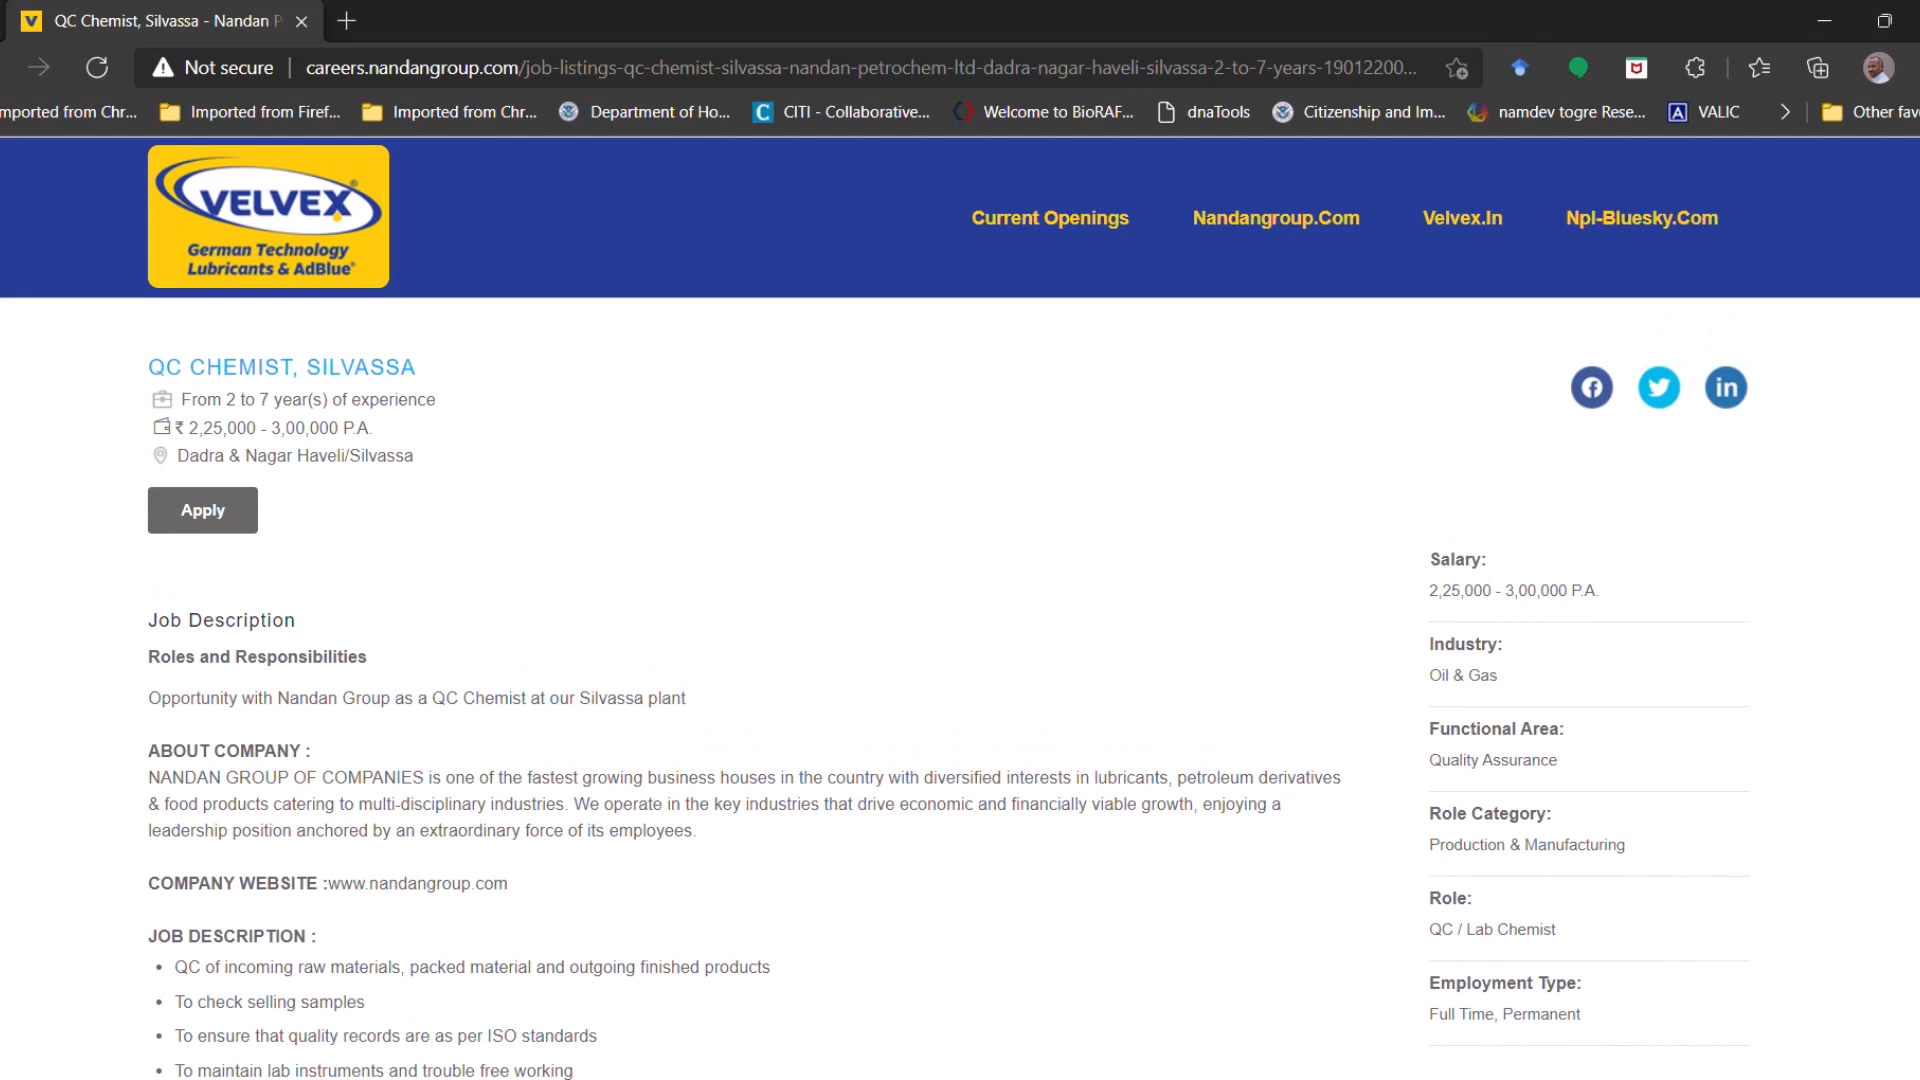 QC Chemist, Silvassa - Nandan P
Not secure | careers.nandangroup.com/job-listings-qc-chemist-silvassa-nandan-petrochem-ltd-dadra-nagar-haveli-silvassa-2-to-7-years-19012200...
mported from Chr... Imported from Firef... Imported from Chr... Department of Ho... CITI - Collaborative... Welcome to BioRAF... dnaTools Citizenship and Im... namdev togre Rese... VALIC Other fav
VELVEX®
German Technology
Lubricants & AdBlue®
Current Openings Nandangroup.Com Velvex.In Npl-Bluesky.Com
QC CHEMIST, SILVASSA
From 2 to 7 year(s) of experience
₹ 2,25,000 - 3,00,000 P.A.
Dadra & Nagar Haveli/Silvassa
Apply
Job Description
Roles and Responsibilities
Opportunity with Nandan Group as a QC Chemist at our Silvassa plant
ABOUT COMPANY :
NANDAN GROUP OF COMPANIES is one of the fastest growing business houses in the country with diversified interests in lubricants, petroleum derivatives
& food products catering to multi-disciplinary industries. We operate in the key industries that drive economic and financially viable growth, enjoying a
leadership position anchored by an extraordinary force of its employees.
COMPANY WEBSITE :www.nandangroup.com
JOB DESCRIPTION :
• QC of incoming raw materials, packed material and outgoing finished products
• To check selling samples
• To ensure that quality records are as per ISO standards
• To maintain lab instruments and trouble free working
Salary:
2,25,000 - 3,00,000 P.A.
Industry:
Oil & Gas
Functional Area:
Quality Assurance
Role Category:
Production & Manufacturing
Role:
QC / Lab Chemist
Employment Type:
Full Time, Permanent